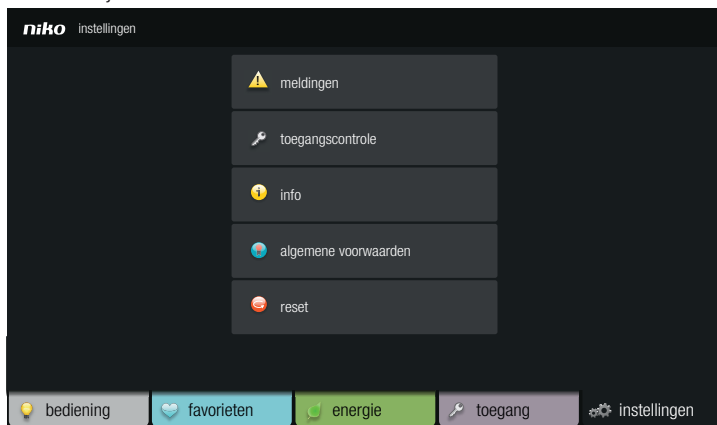 niko instellingen
meldingen
toegangscontrole
info
algemene voorwaarden
reset
bediening favorieten energie toegang instellingen